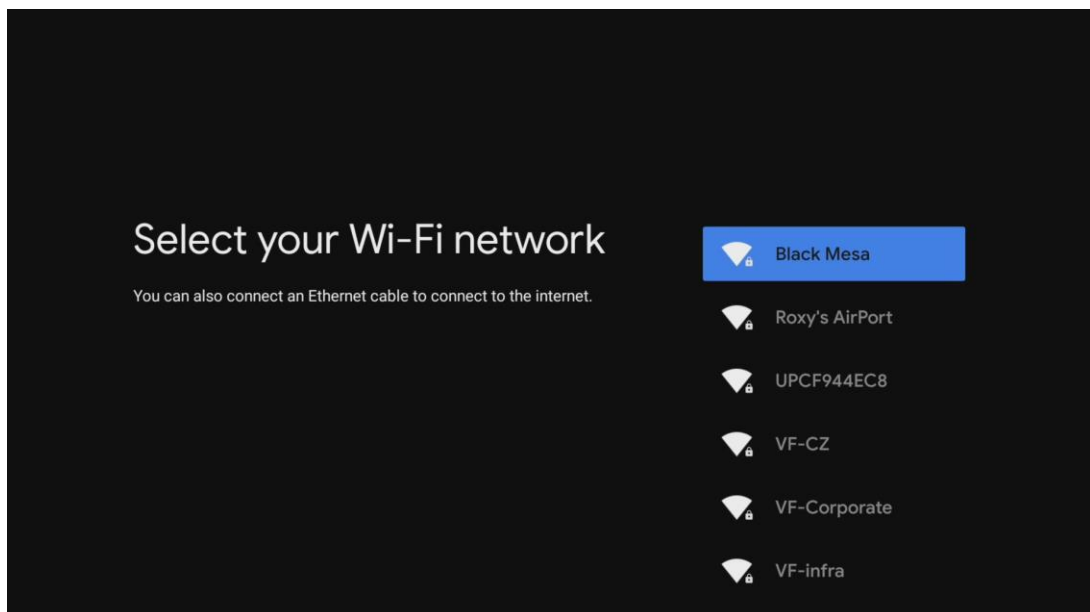 Select your Wi-Fi network
You can also connect an Ethernet cable to connect to the internet.
Black Mesa
Roxy's AirPort
UPCF944EC8
VF-CZ
VF-Corporate
VF-infra